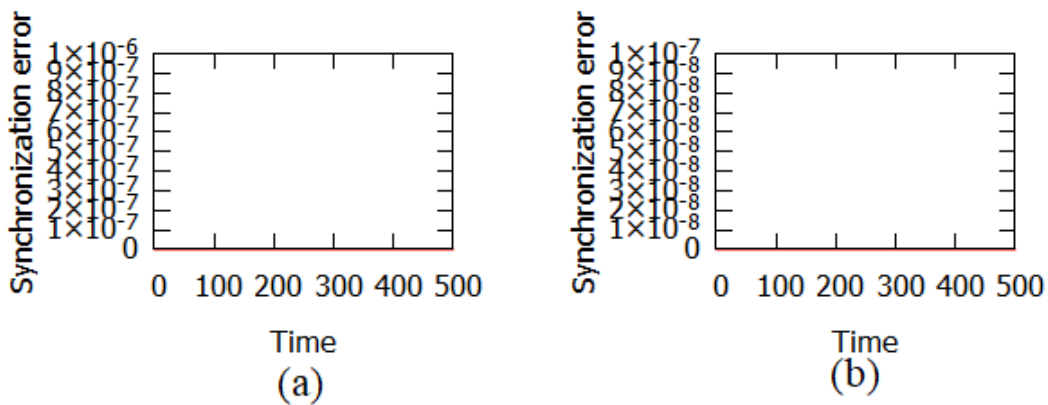 Synchronization error
1×10-6
9×10-7
8×10-7
7×10-7
6×10-7
5×10-7
4×10-7
3×10-7
2×10-7
1×10-7
0
0 100 200 300 400 500
Time
(a)
Synchronization error
1×10-7
9×10-8
8×10-8
7×10-8
6×10-8
5×10-8
4×10-8
3×10-8
2×10-8
1×10-8
0
0 100 200 300 400 500
Time
(b)